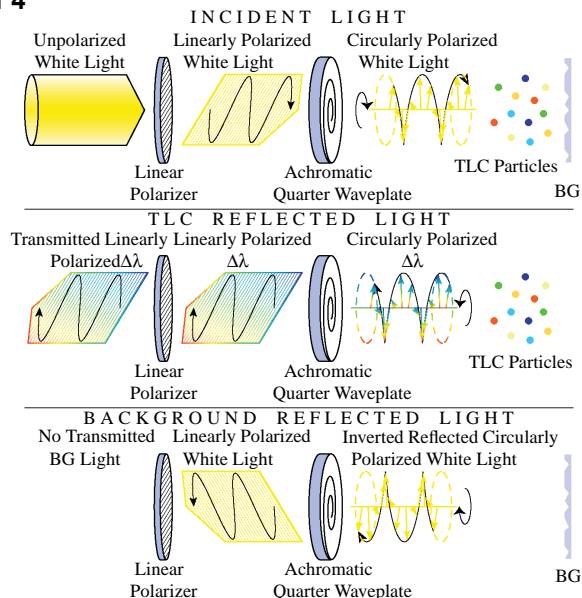 INCIDENT LIGHT
Unpolarized
White Light
Linearly Polarized
White Light
Circularly Polarized
White Light
Linear
Polarizer
Achromatic
Quarter Waveplate
TLC Particles
BG
TLC REFLECTED LIGHT
Transmitted Linearly
PolarizedΔλ
Linearly Polarized
Δλ
Circularly Polarized
Δλ
Linear
Polarizer
Achromatic
Quarter Waveplate
TLC Particles
BACKGROUND REFLECTED LIGHT
No Transmitted
BG Light
Linearly Polarized
White Light
Inverted Reflected Circularly
Polarized White Light
Linear
Polarizer
Achromatic
Quarter Waveplate
BG